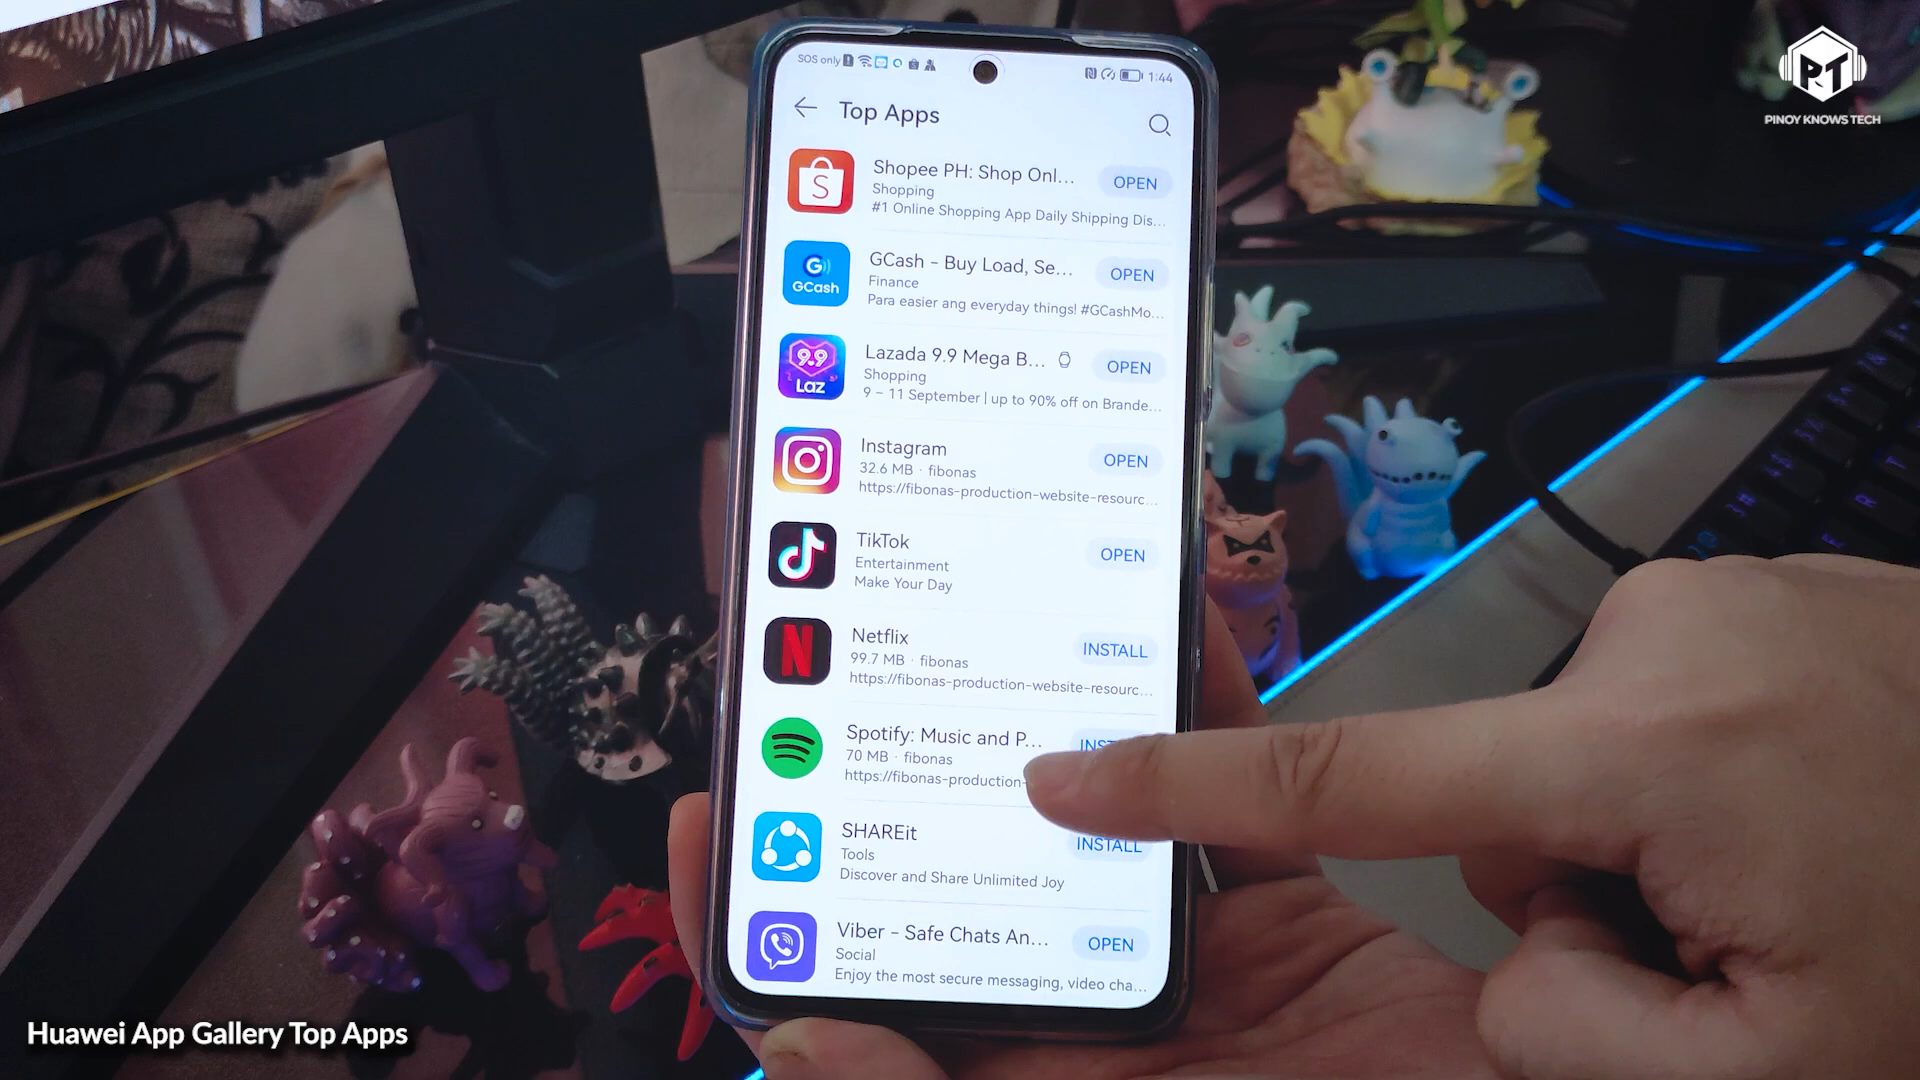 SOS only
1:44
Top Apps
Shopee PH: Shop Onl...
Shopping
#1 Online Shopping App Daily Shipping Dis...
OPEN
GCash
GCash - Buy Load, Se...
Finance
Para easier ang everyday things! #GCashMo...
OPEN
9.9
Laz
Lazada 9.9 Mega B...
Shopping
9 - 11 September | up to 90% off on Brande...
OPEN
Instagram
32.6 MB · fibonas
https://fibonas-production-website-resourc...
OPEN
TikTok
Entertainment
Make Your Day
OPEN
Netflix
99.7 MB · fibonas
https://fibonas-production-website-resourc...
INSTALL
Spotify: Music and P...
70 MB · fibonas
https://fibonas-production-
SHAREit
Tools
Discover and Share Unlimited Joy
INSTALL
Viber - Safe Chats An...
Social
Enjoy the most secure messaging, video cha...
OPEN
PKT
PINOY KNOWS TECH
Huawei App Gallery Top Apps